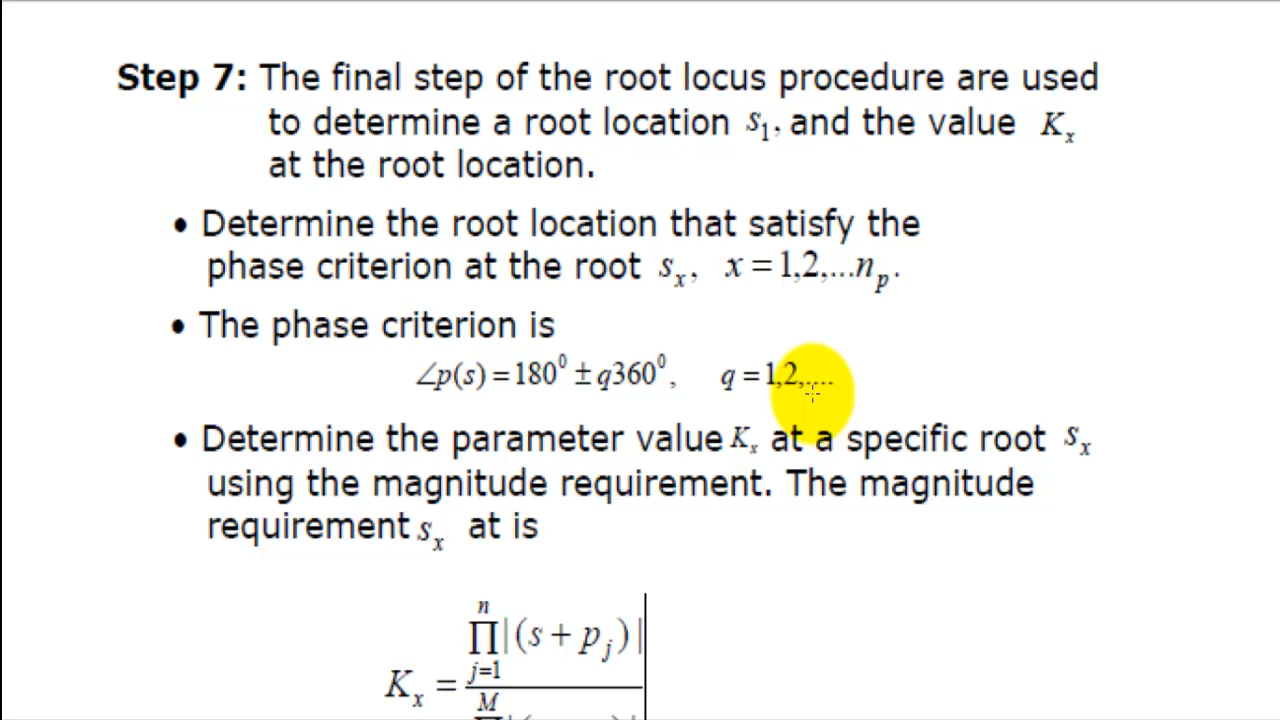 Step 7: The final step of the root locus procedure are used
to determine a root location s₁, and the value Kₓ
at the root location.
• Determine the root location that satisfy the
phase criterion at the root sₓ, x = 1,2,...nₚ.
• The phase criterion is
∠p(s) = 180⁰ ± q360⁰, q = 1,2,....
• Determine the parameter value Kₓ at a specific root sₓ
using the magnitude requirement. The magnitude
requirement sₓ at is
n
∏|(s + pⱼ)|
j=1
Kₓ =
M